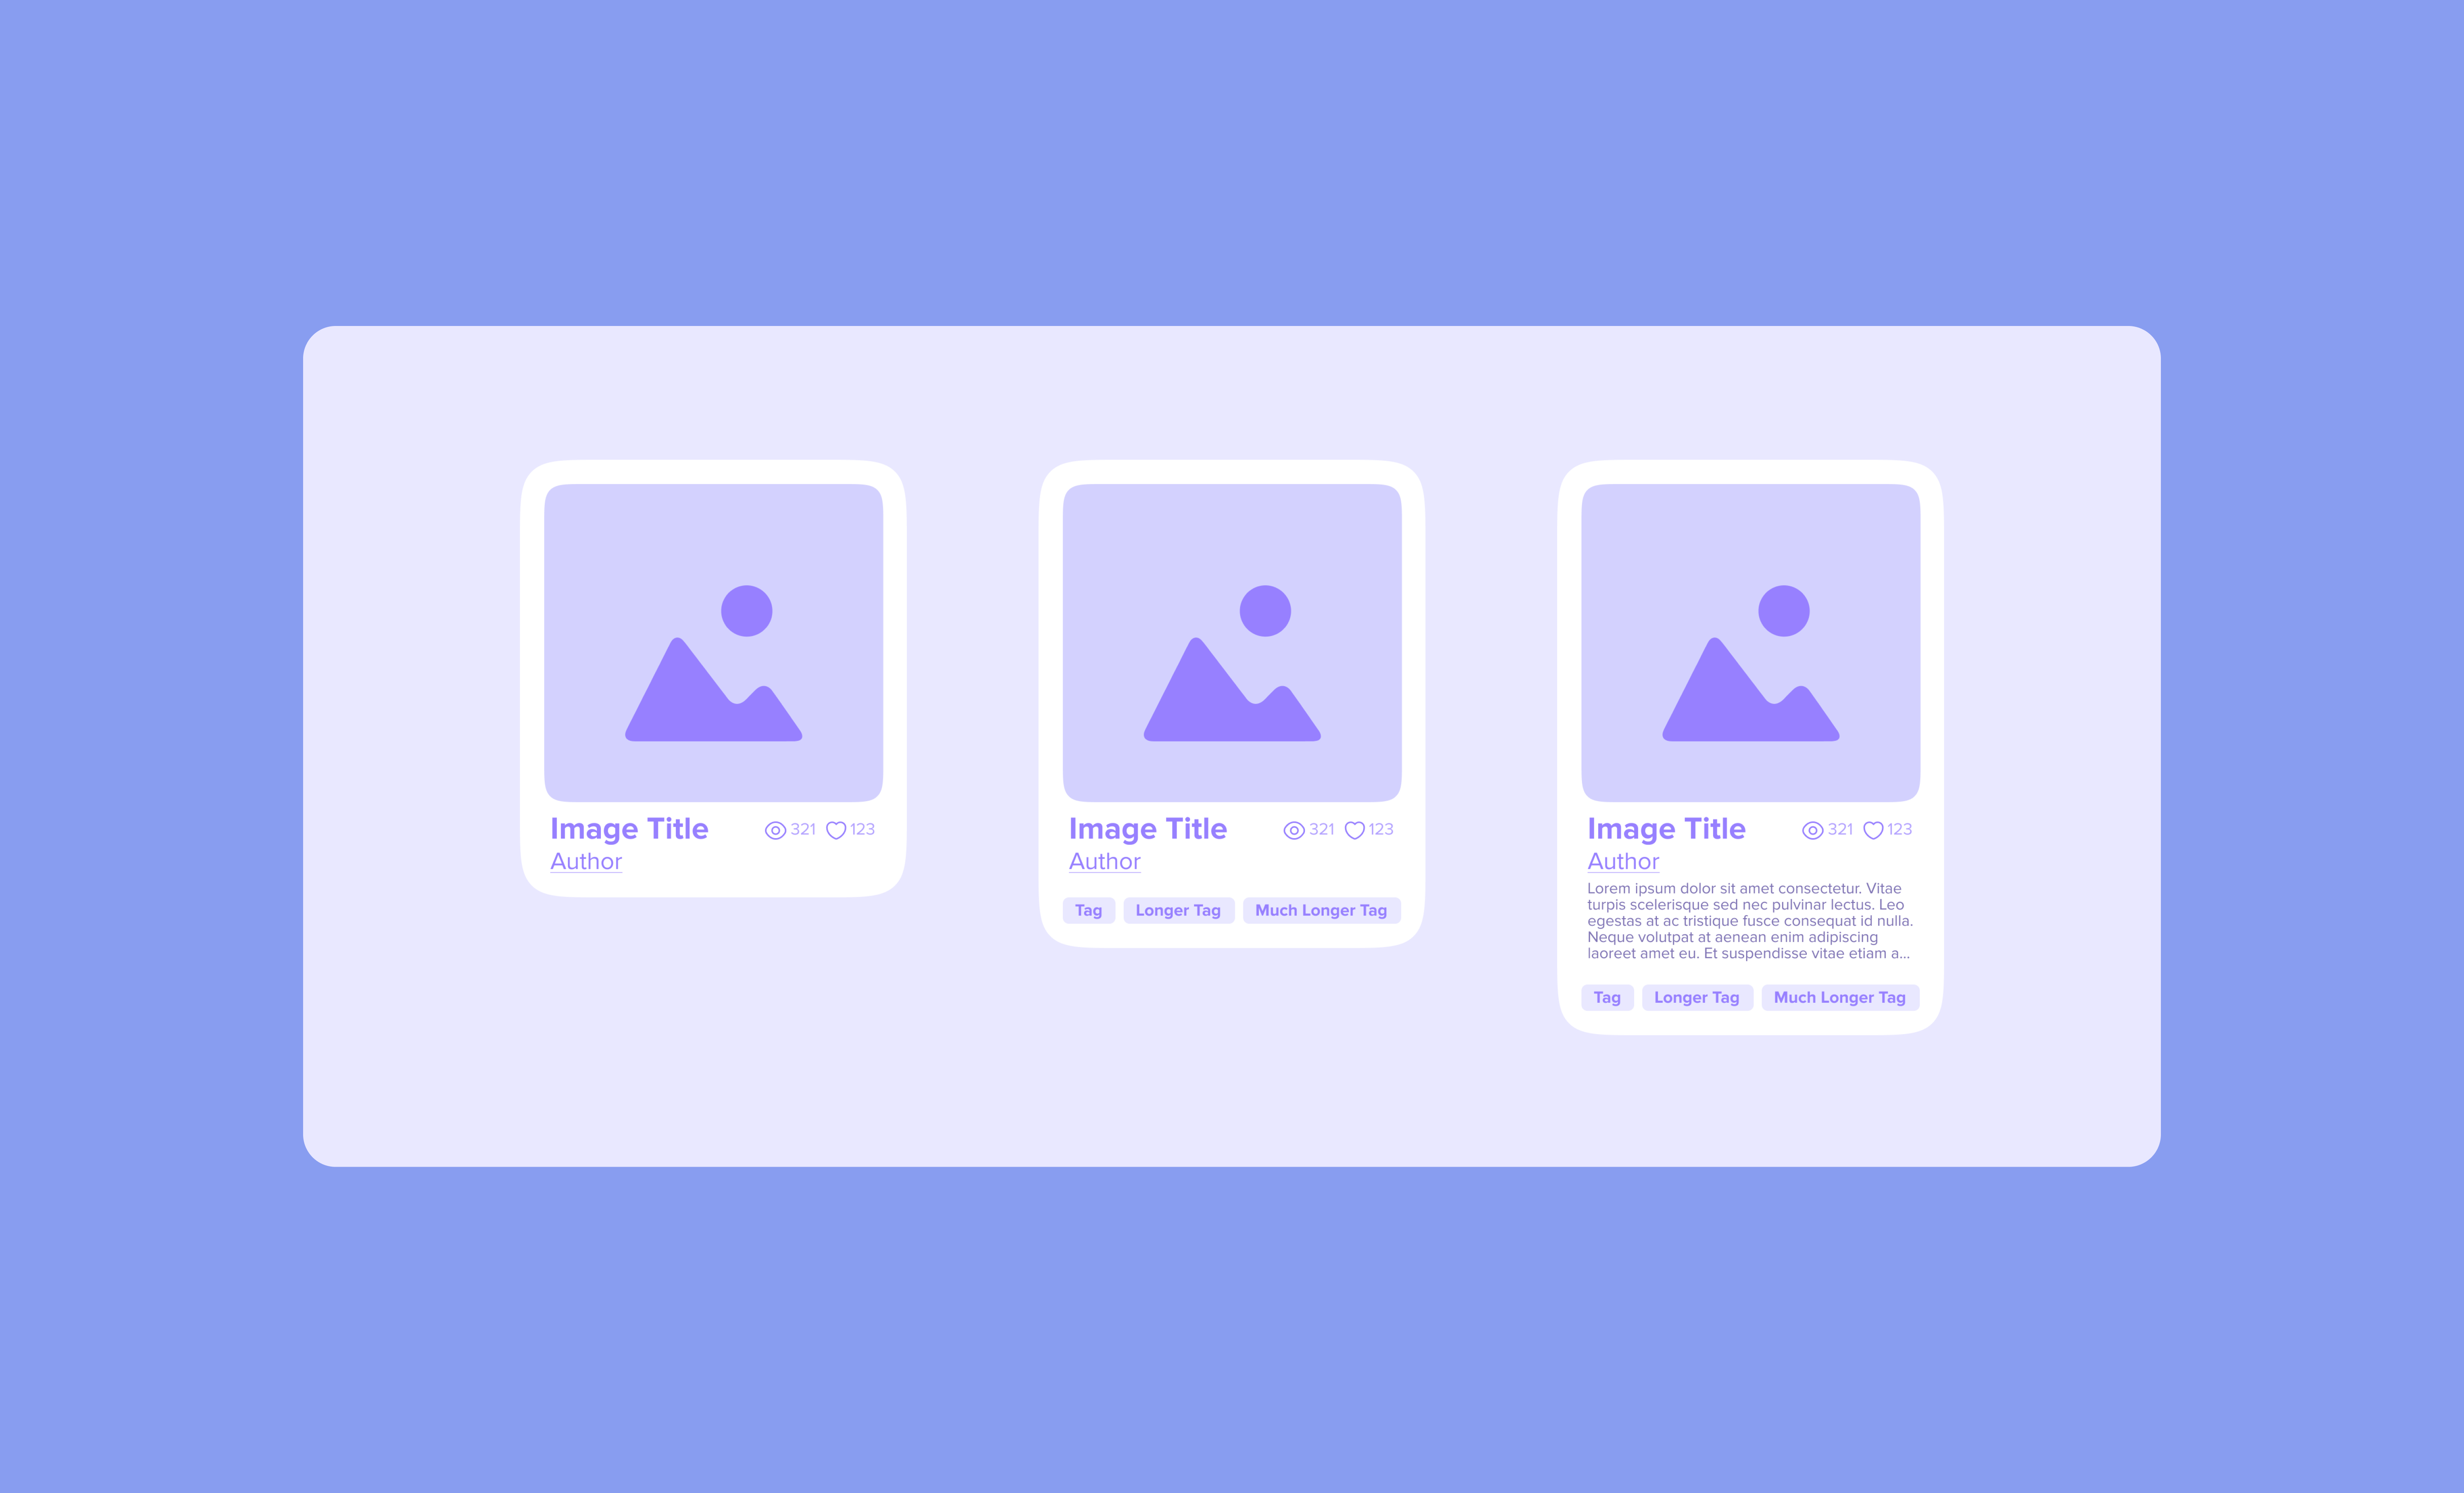 Image Title 321 123
Author
Image Title 321 123
Author
Tag Longer Tag Much Longer Tag
Image Title 321 123
Author
Lorem ipsum dolor sit amet consectetur. Vitae
turpis scelerisque sed nec pulvinar lectus. Leo
egestas at ac tristique fusce consequat id nulla.
Neque volutpat at aenean enim adipiscing
laoreet amet eu. Et suspendisse vitae etiam a...
Tag Longer Tag Much Longer Tag